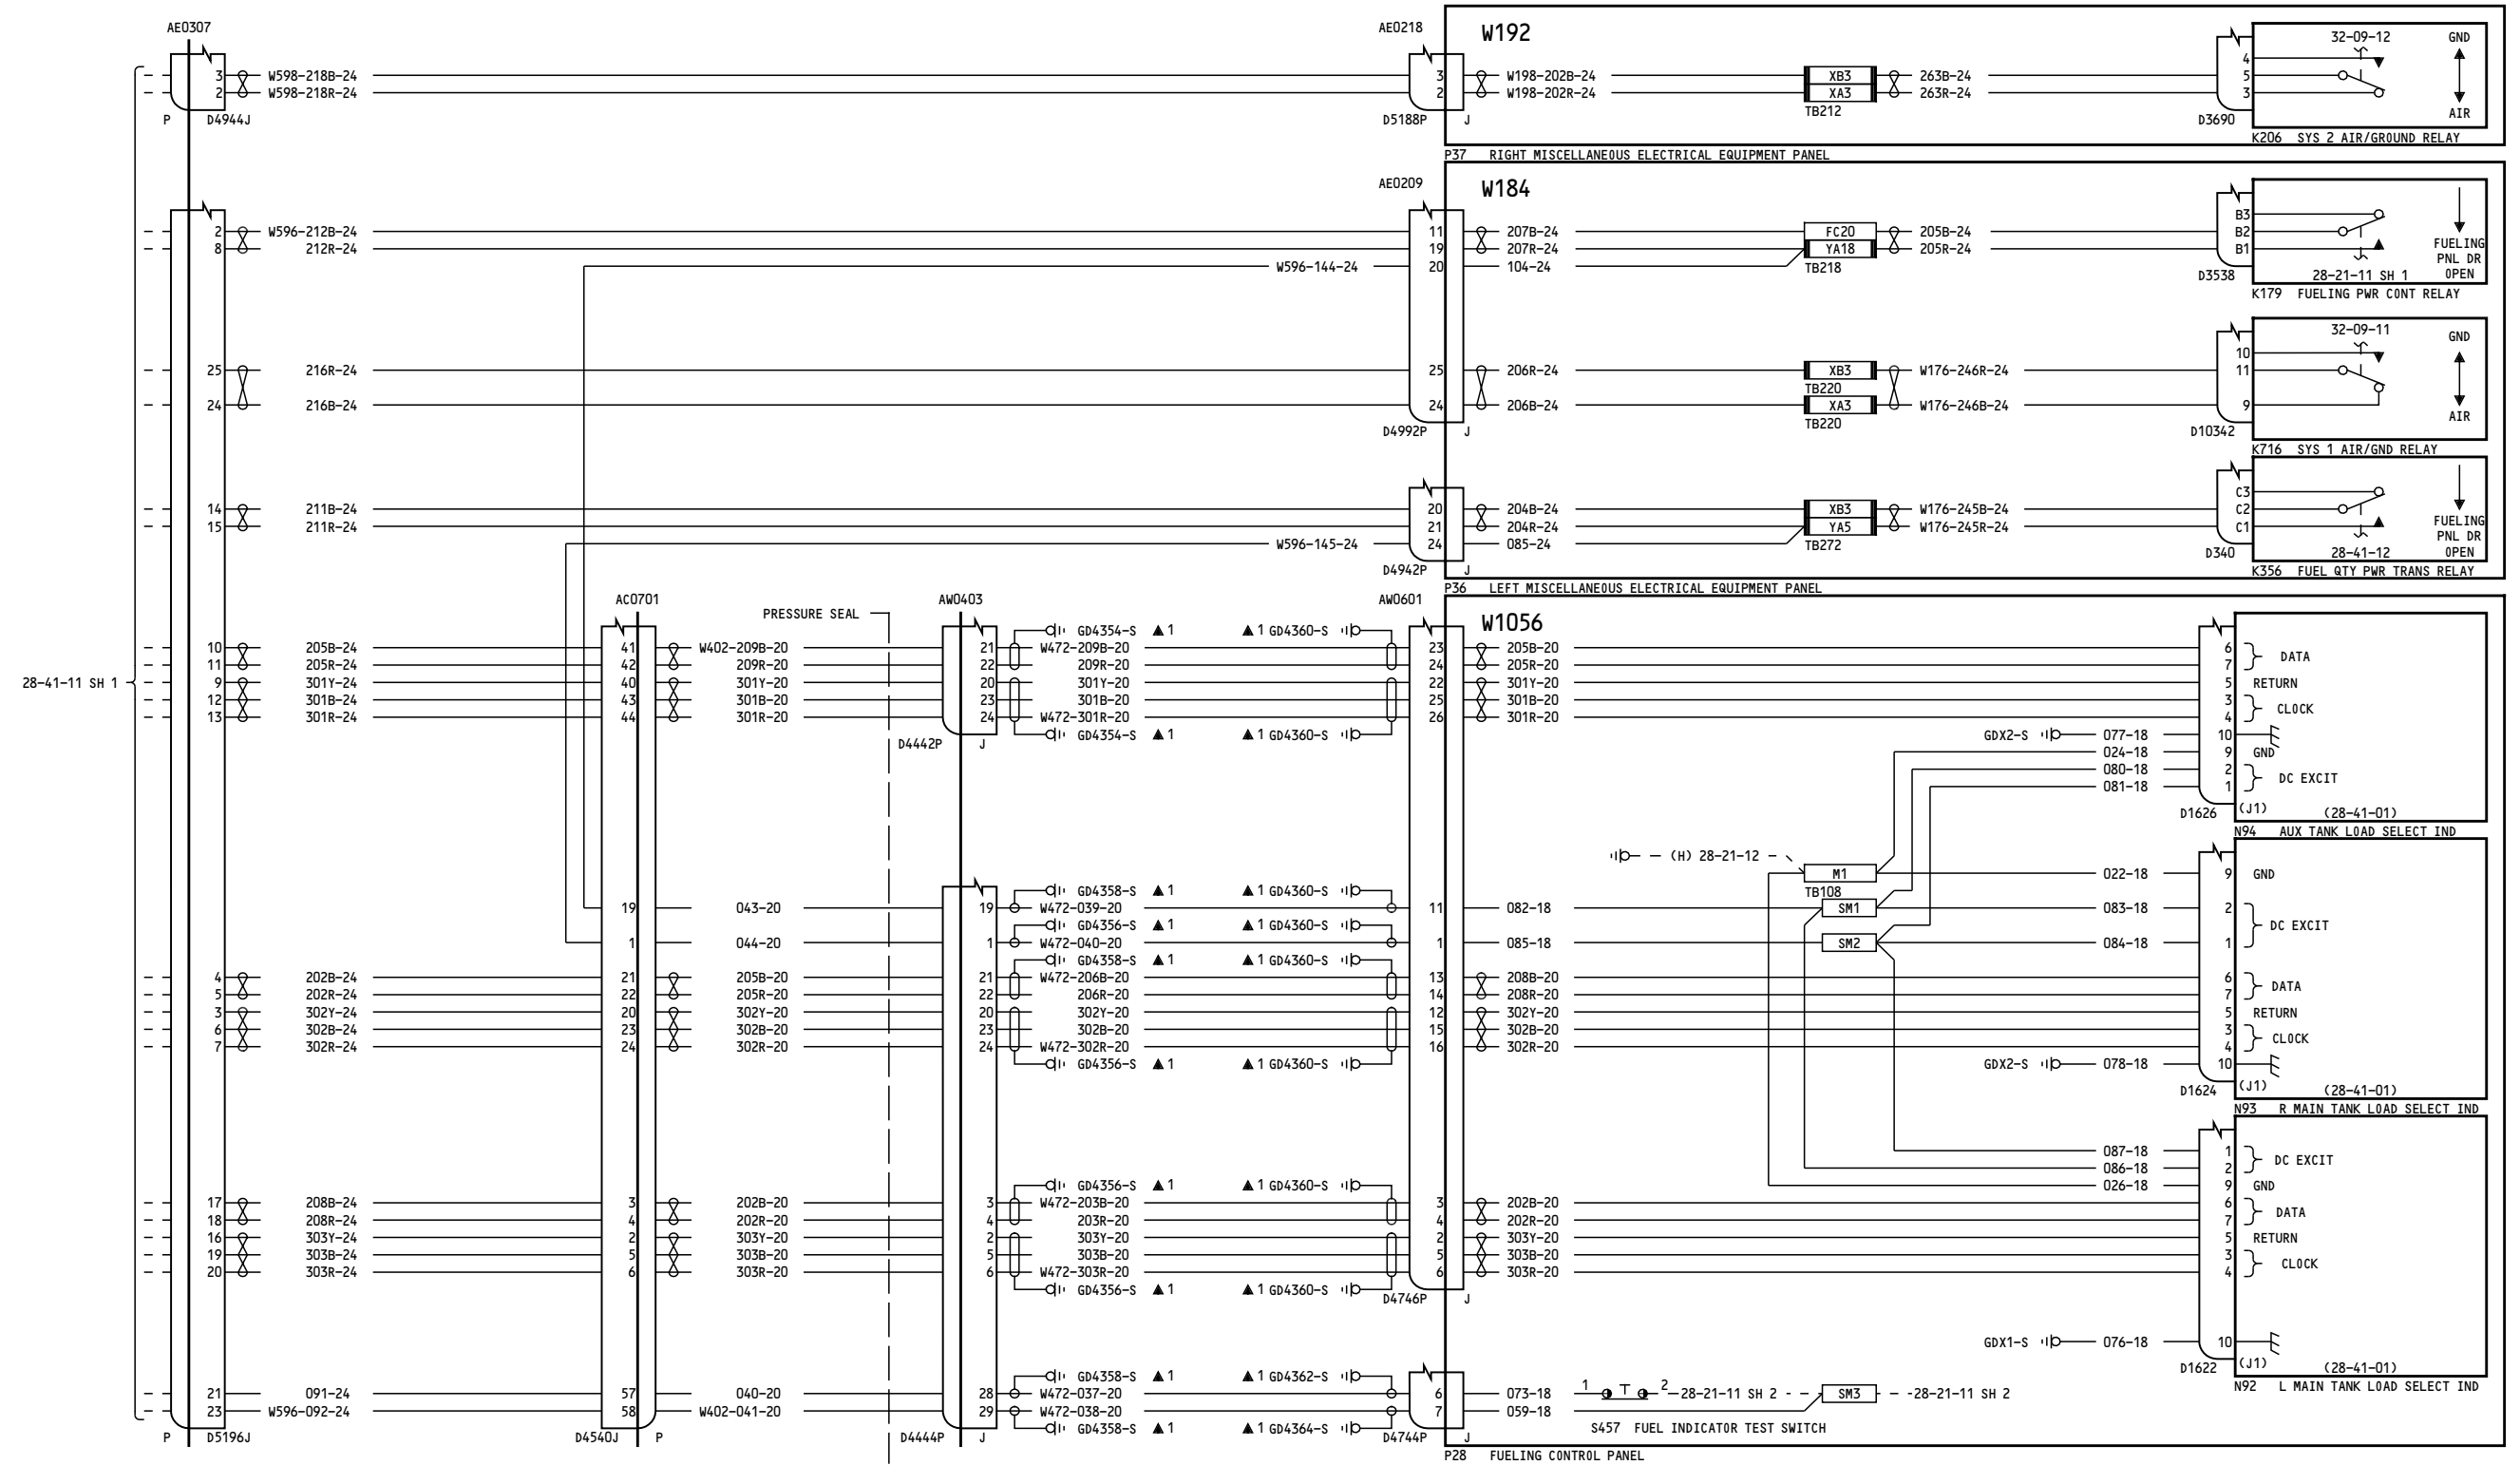 AE0307 AE0218 W192 32-09-12 GND
4
3 W598-218B-24 3 W198-202B-24 XB3 263B-24 5
2 W598-218R-24 2 W198-202R-24 XA3 263R-24 3
TB212 AIR
P D4944J D5188P J D3690
K206 SYS 2 AIR/GROUND RELAY
P37 RIGHT MISCELLANEOUS ELECTRICAL EQUIPMENT PANEL
AE0209 W184
B3
2 W596-212B-24 11 207B-24 FC20 205B-24 B2
8 212R-24 19 207R-24 YA18 205R-24 B1 FUELING
W596-144-24 20 104-24 TB218 PNL DR
D3538 28-21-11 SH 1 OPEN
K179 FUELING PWR CONT RELAY
32-09-11 GND
10
25 216R-24 25 206R-24 XB3 W176-246R-24 11
TB220
24 216B-24 24 206B-24 XA3 W176-246B-24 9
TB220 AIR
D4992P J D10342
K716 SYS 1 AIR/GND RELAY
C3
14 211B-24 20 204B-24 XB3 W176-245B-24 C2
15 211R-24 21 204R-24 YA5 W176-245R-24 C1 FUELING
W596-145-24 24 085-24 TB272 PNL DR
D340 28-41-12 OPEN
D4942P J
K356 FUEL QTY PWR TRANS RELAY
P36 LEFT MISCELLANEOUS ELECTRICAL EQUIPMENT PANEL
AC0701 PRESSURE SEAL AW0403 AW0601 W1056
GD4354-S 1 1 GD4360-S
10 205B-24 41 W402-209B-20 21 W472-209B-20 23 205B-20 6
11 205R-24 42 209R-20 22 209R-20 24 205R-20 7 DATA
28-41-11 SH 1 9 301Y-24 40 301Y-20 20 301Y-20 22 301Y-20 5 RETURN
12 301B-24 43 301B-20 23 301B-20 25 301B-20 3
13 301R-24 44 301R-20 24 W472-301R-20 26 301R-20 4 CLOCK
D4442P J GD4354-S 1 1 GD4360-S GDX2-S 077-18 10
024-18 9 GND
080-18 2
081-18 1 DC EXCIT
D1626 (J1) (28-41-01)
N94 AUX TANK LOAD SELECT IND
(H) 28-21-12
M1 022-18 9 GND
GD4358-S 1 1 GD4360-S TB108
19 043-20 19 W472-039-20 11 082-18 SM1 083-18 2
GD4356-S 1 1 GD4360-S DC EXCIT
1 044-20 1 W472-040-20 1 085-18 SM2 084-18 1
GD4358-S 1 1 GD4360-S
4 202B-24 21 205B-20 21 W472-206B-20 13 208B-20 6
5 202R-24 22 205R-20 22 206R-20 14 208R-20 7 DATA
3 302Y-24 20 302Y-20 20 302Y-20 12 302Y-20 5 RETURN
6 302B-24 23 302B-20 23 302B-20 15 302B-20 3
7 302R-24 24 302R-20 24 W472-302R-20 16 302R-20 4 CLOCK
GD4356-S 1 1 GD4360-S GDX2-S 078-18 10
D1624 (J1) (28-41-01)
N93 R MAIN TANK LOAD SELECT IND
087-18 1
086-18 2 DC EXCIT
GD4356-S 1 1 GD4360-S 026-18 9 GND
17 208B-24 3 202B-20 3 W472-203B-20 3 202B-20 6
18 208R-24 4 202R-20 4 203R-20 4 202R-20 7 DATA
16 303Y-24 2 303Y-20 2 303Y-20 2 303Y-20 5 RETURN
19 303B-24 5 303B-20 5 303B-20 5 303B-20 3
20 303R-24 6 303R-20 6 W472-303R-20 6 303R-20 4 CLOCK
GD4356-S 1 1 GD4360-S D4746P J
GDX1-S 076-18 10
D1622 (J1) (28-41-01)
N92 L MAIN TANK LOAD SELECT IND
GD4358-S 1 1 GD4362-S
21 091-24 57 040-20 28 W472-037-20 6 073-18 1 2 28-21-11 SH 2 SM3 28-21-11 SH 2
23 W596-092-24 58 W402-041-20 29 W472-038-20 7 059-18
GD4358-S 1 1 GD4364-S S457 FUEL INDICATOR TEST SWITCH
P D5196J D4540J P D4444P J D4744P J
P28 FUELING CONTROL PANEL